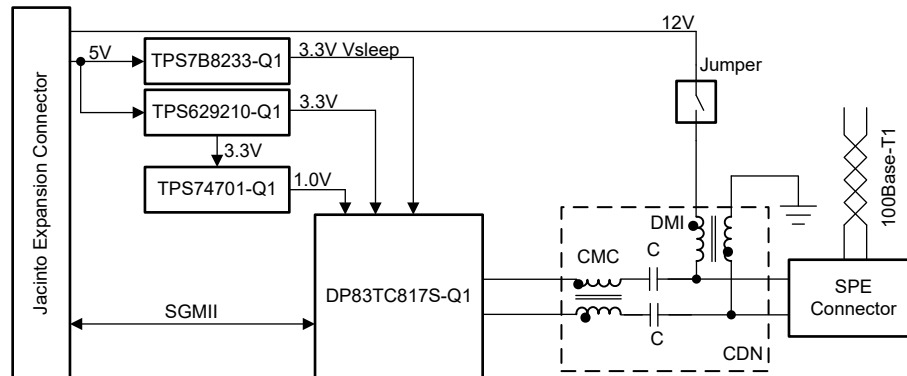 12V
5V
TPS7B8233-Q1
3.3V Vsleep
Jumper
TPS629210-Q1
3.3V
3.3V
TPS74701-Q1
1.0V
Jacinto Expansion Connector
100Base-T1
DMI
CMC
C
DP83TC817S-Q1
SPE
Connector
SGMII
C
CDN